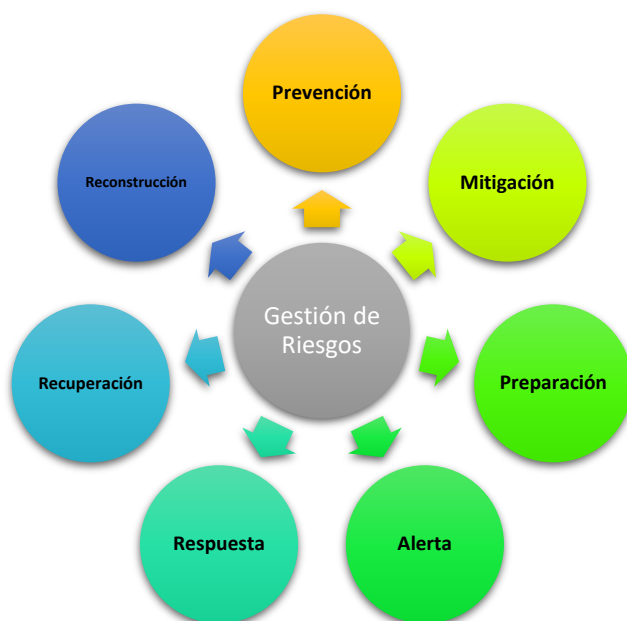 Prevención
Mitigación
Preparación
Alerta
Respuesta
Recuperación
Reconstrucción
Gestión de
Riesgos